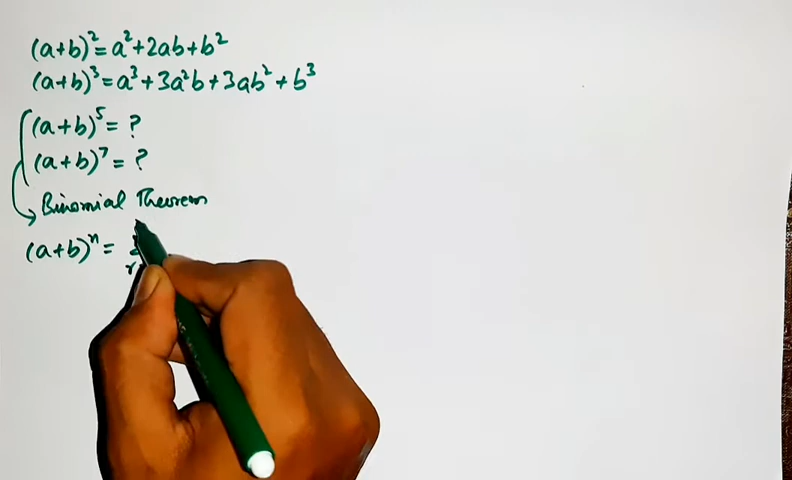 (a+b)² = a² + 2ab + b²
(a+b)³ = a³ + 3a²b + 3ab² + b³
(a+b)⁵ = ?
(a+b)⁷ = ?
Binomial Theorem
(a+b)ⁿ =